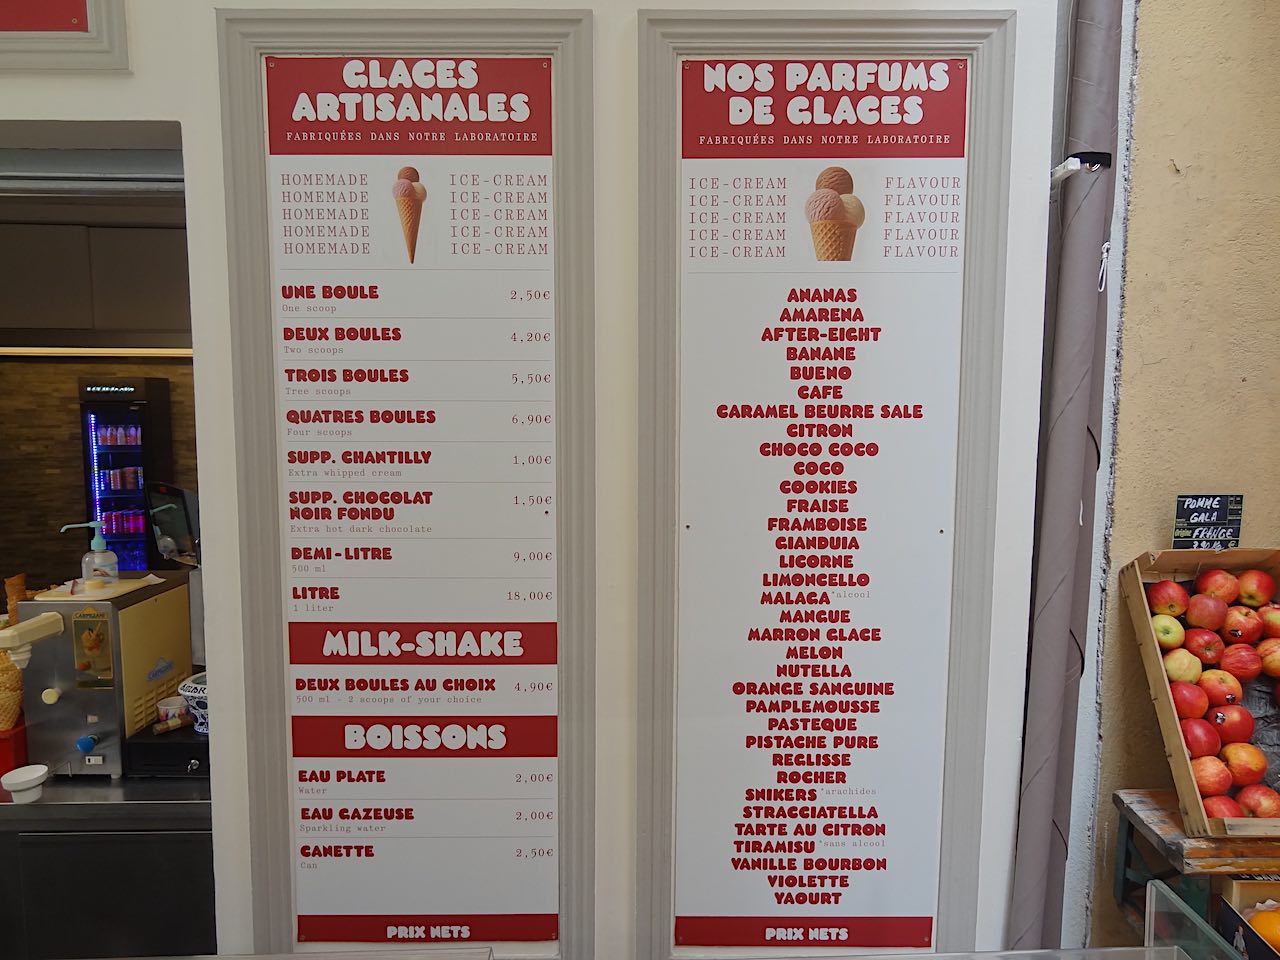 GLACES
ARTISANALES
FABRIQUÉES DANS NOTRE LABORATOIRE
HOMEMADE ICE-CREAM
HOMEMADE ICE-CREAM
HOMEMADE ICE-CREAM
HOMEMADE ICE-CREAM
HOMEMADE ICE-CREAM
UNE BOULE 2,50€
One scoop
DEUX BOULES 4,20€
Two scoops
TROIS BOULES 5,50€
Tree scoops
QUATRES BOULES 6,90€
Four scoops
SUPP. CHANTILLY 1,00€
Extra whipped cream
SUPP. CHOCOLAT 1,50€
NOIR FONDU
Extra hot dark chocolate
DEMI-LITRE 9,00€
500 ml
LITRE 18,00€
1 liter
MILK-SHAKE
DEUX BOULES AU CHOIX 4,90€
500 ml - 2 scoops of your choice
BOISSONS
EAU PLATE 2,00€
Water
EAU GAZEUSE 2,00€
Sparkling water
CANETTE 2,50€
Can
PRIX NETS
NOS PARFUMS
DE GLACES
FABRIQUÉES DANS NOTRE LABORATOIRE
ICE-CREAM FLAVOUR
ICE-CREAM FLAVOUR
ICE-CREAM FLAVOUR
ICE-CREAM FLAVOUR
ICE-CREAM FLAVOUR
ANANAS
AMARENA
AFTER-EIGHT
BANANE
BUENO
CAFE
CARAMEL BEURRE SALE
CITRON
CHOCO COCO
COCO
COOKIES
FRAISE
FRAMBOISE
GIANDUIA
LICORNE
LIMONCELLO
MALAGA *alcool
MANGUE
MARRON GLACE
MELON
NUTELLA
ORANGE SANGUINE
PAMPLEMOUSSE
PASTEQUE
PISTACHE PURE
REGLISSE
ROCHER
SNIKERS *arachides
STRACCIATELLA
TARTE AU CITRON
TIRAMISU *sans alcool
VANILLE BOURBON
VIOLETTE
YAOURT
PRIX NETS
POMME
GALA
Origine FRANCE
CARPIGIANI